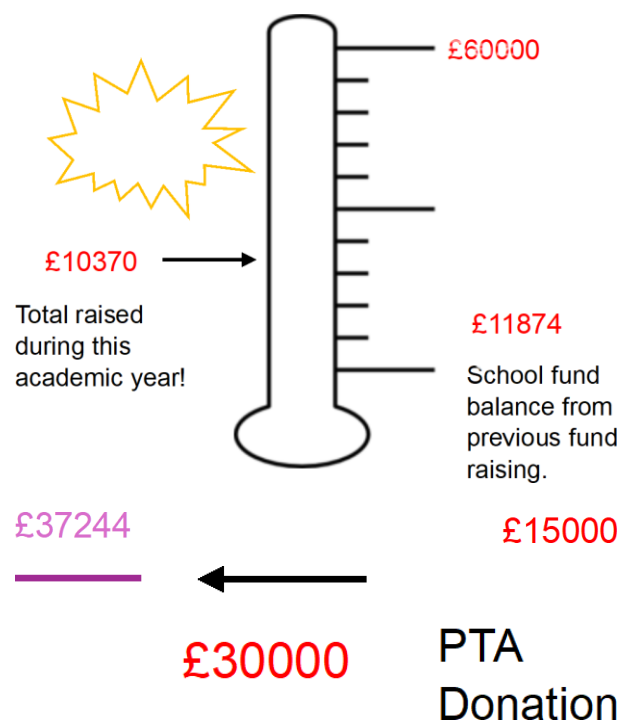 £60000
£10370
Total raised
during this
academic year!
£11874
School fund
balance from
previous fund
raising.
£37244
£15000
£30000
PTA
Donation